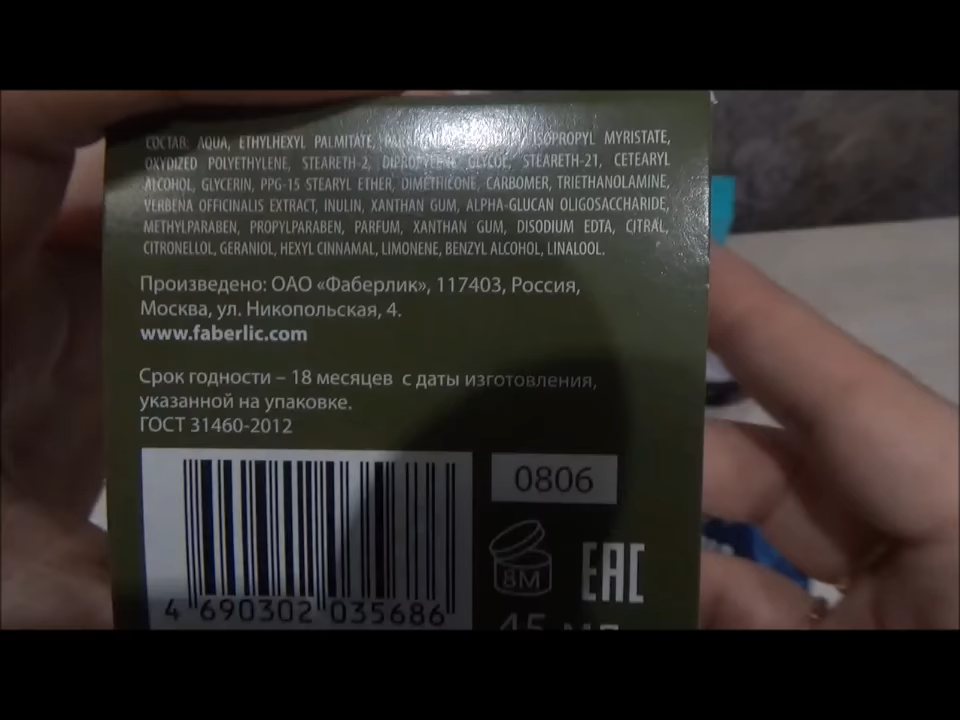 СОСТАВ. AQUA, ETHYLHEXYL PALMITATE, ISOPROPYL MYRISTATE,
OXYDIZED POLYETHYLENE, STEARETH-2, STEARETH-21, CETEARYL
ALCOHOL, GLYCERIN, PPG-15 STEARYL ETHER, DIMETHICONE, CARBOMER, TRIETHANOLAMINE,
VERBENA OFFICINALIS EXTRACT, INULIN, XANTHAN GUM, ALPHA-GLUCAN OLIGOSACCHARIDE,
METHYLPARABEN, PROPYLPARABEN, PARFUM, XANTHAN GUM, DISODIUM EDTA, CITRAL,
CITRONELLOL, GERANIOL, HEXYL CINNAMAL, LIMONENE, BENZYL ALCOHOL, LINALOOL.
Произведено: ОАО «Фаберлик», 117403, Россия,
Москва, ул. Никопольская, 4.
www.faberlic.com
Срок годности – 18 месяцев с даты изготовления,
указанной на упаковке.
ГОСТ 31460-2012
0806
8M
EAC
4 690302 035686
45 мл